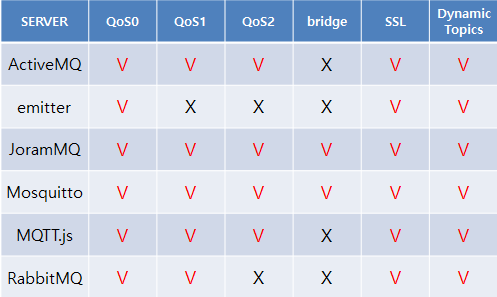 SERVER QoS0 QoS1 QoS2 bridge SSL Dynamic Topics
ActiveMQ V V V X V V
emitter V X X X V V
JoramMQ V V V V V V
Mosquitto V V V V V V
MQTT.js V V V X V V
RabbitMQ V V X X V V